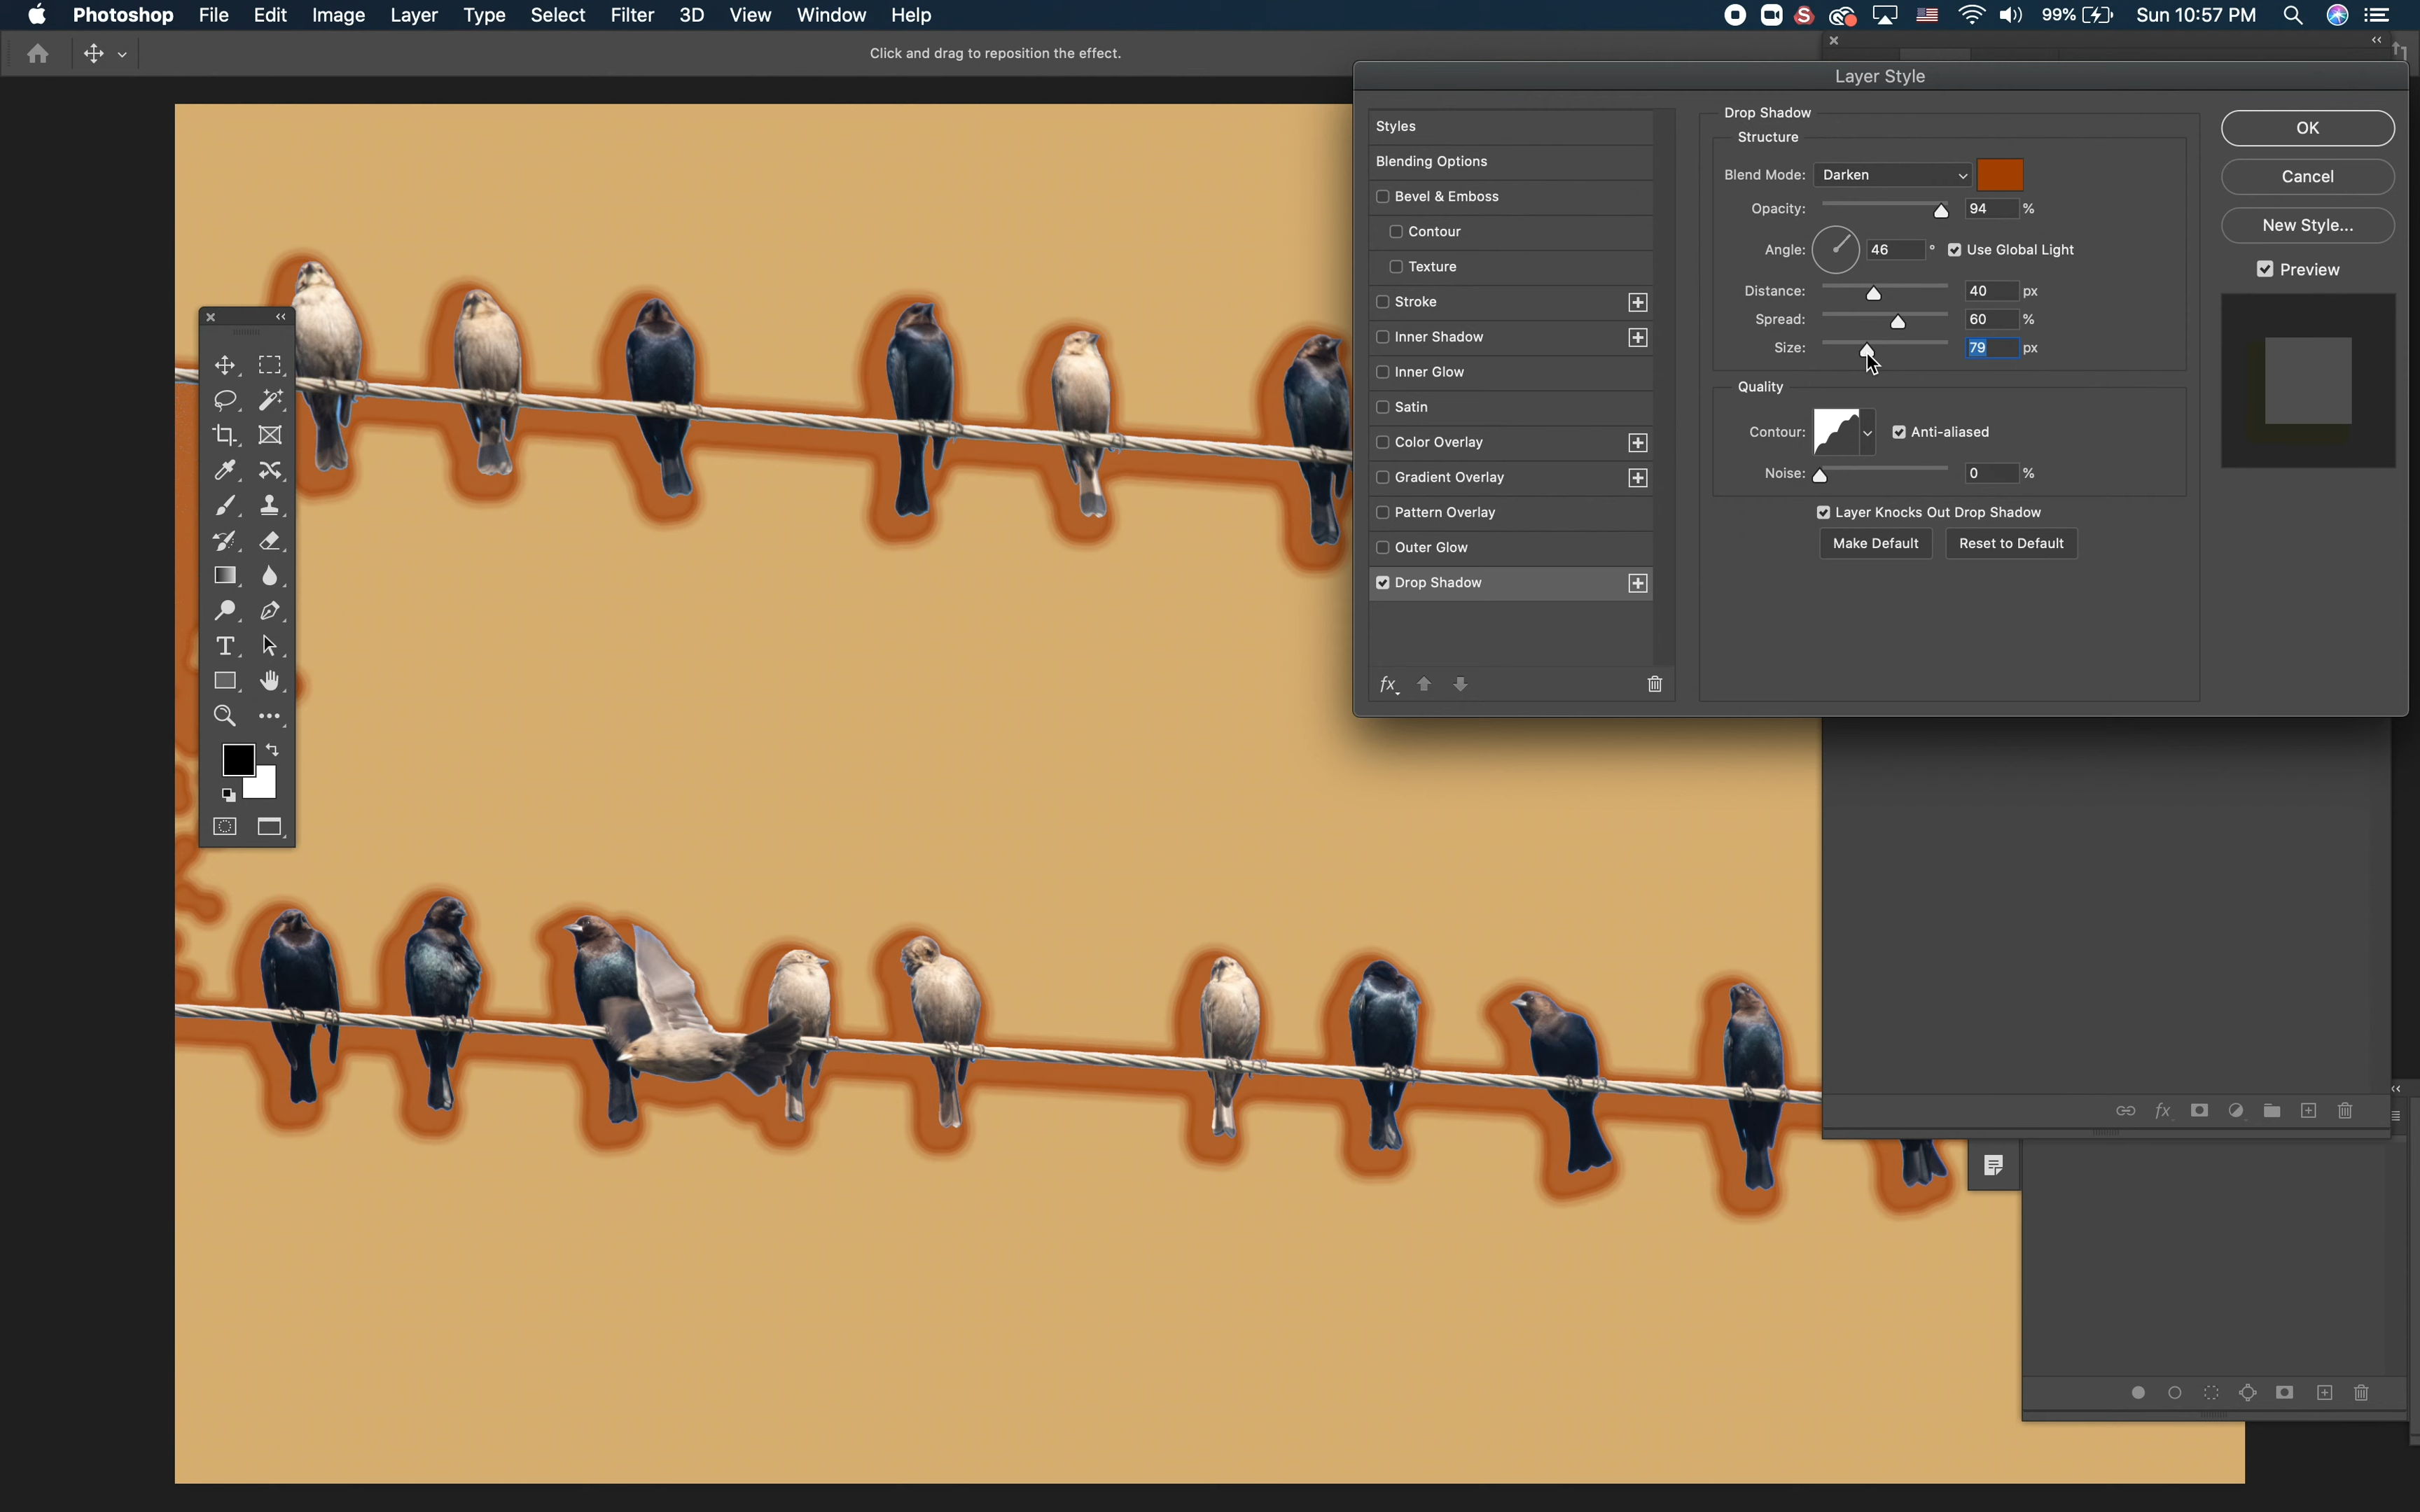 Photoshop File Edit Image Layer Type Select Filter 3D View Window Help
99% Sun 10:57 PM
Click and drag to reposition the effect.
Layer Style
Styles
Blending Options
Bevel & Emboss
Contour
Texture
Stroke
Inner Shadow
Inner Glow
Satin
Color Overlay
Gradient Overlay
Pattern Overlay
Outer Glow
Drop Shadow
fx
Drop Shadow
Structure
Blend Mode: Darken
Opacity: 94 %
Angle: 46 ° Use Global Light
Distance: 40 px
Spread: 60 %
Size: 79 px
Quality
Contour: Anti-aliased
Noise: 0 %
Layer Knocks Out Drop Shadow
Make Default Reset to Default
OK
Cancel
New Style...
Preview
T
fx